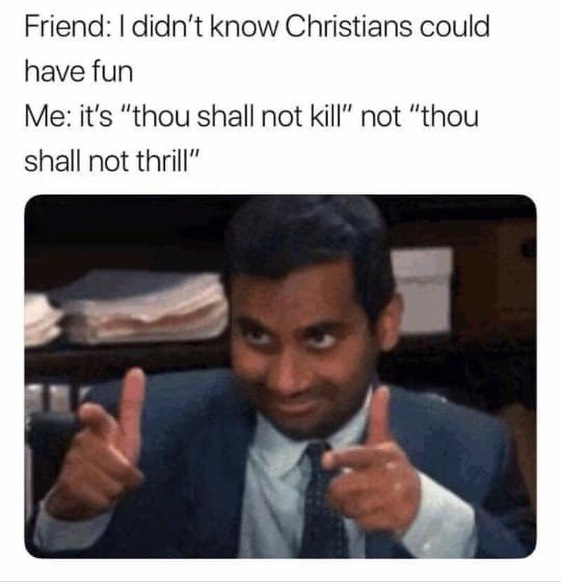 Friend: I didn't know Christians could
have fun
Me: it's "thou shall not kill" not "thou
shall not thrill"